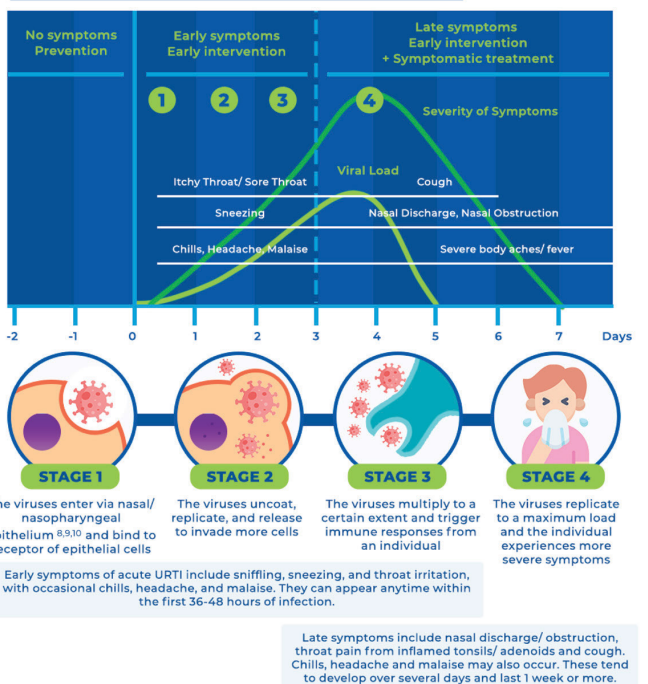 No symptoms
Prevention
Early symptoms
Early intervention
Late symptoms
Early intervention
+ Symptomatic treatment
1
2
3
4
Severity of Symptoms
Viral Load
Itchy Throat/ Sore Throat
Cough
Sneezing
Nasal Discharge, Nasal Obstruction
Chills, Headache, Malaise
Severe body aches/ fever
-2 -1 0 1 2 3 4 5 6 7 Days
STAGE 1
he viruses enter via nasal/
nasopharyngeal
pithelium 8,9,10 and bind to
eceptor of epithelial cells
STAGE 2
The viruses uncoat,
replicate, and release
to invade more cells
STAGE 3
The viruses multiply to a
certain extent and trigger
immune responses from
an individual
STAGE 4
The viruses replicate
to a maximum load
and the individual
experiences more
severe symptoms
Early symptoms of acute URTI include sniffling, sneezing, and throat irritation,
with occasional chills, headache, and malaise. They can appear anytime within
the first 36-48 hours of infection.
Late symptoms include nasal discharge/ obstruction,
throat pain from inflamed tonsils/ adenoids and cough.
Chills, headache and malaise may also occur. These tend
to develop over several days and last 1 week or more.